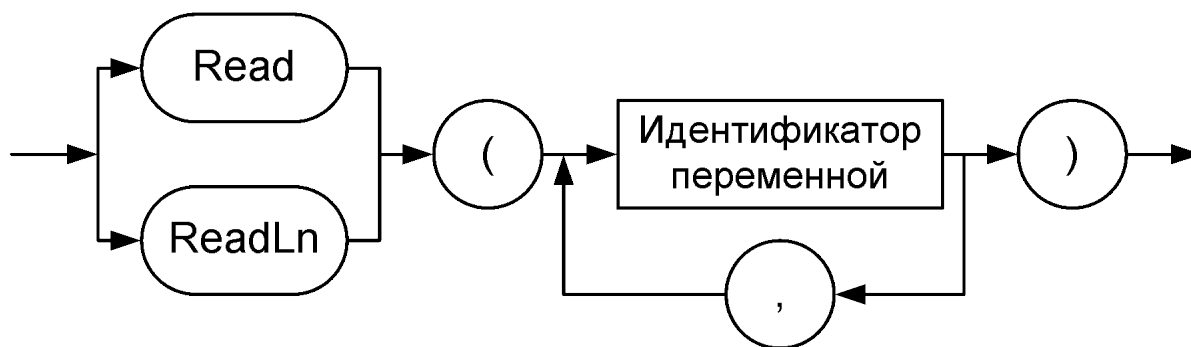 Read
ReadLn
(
Идентификатор
переменной
)
,